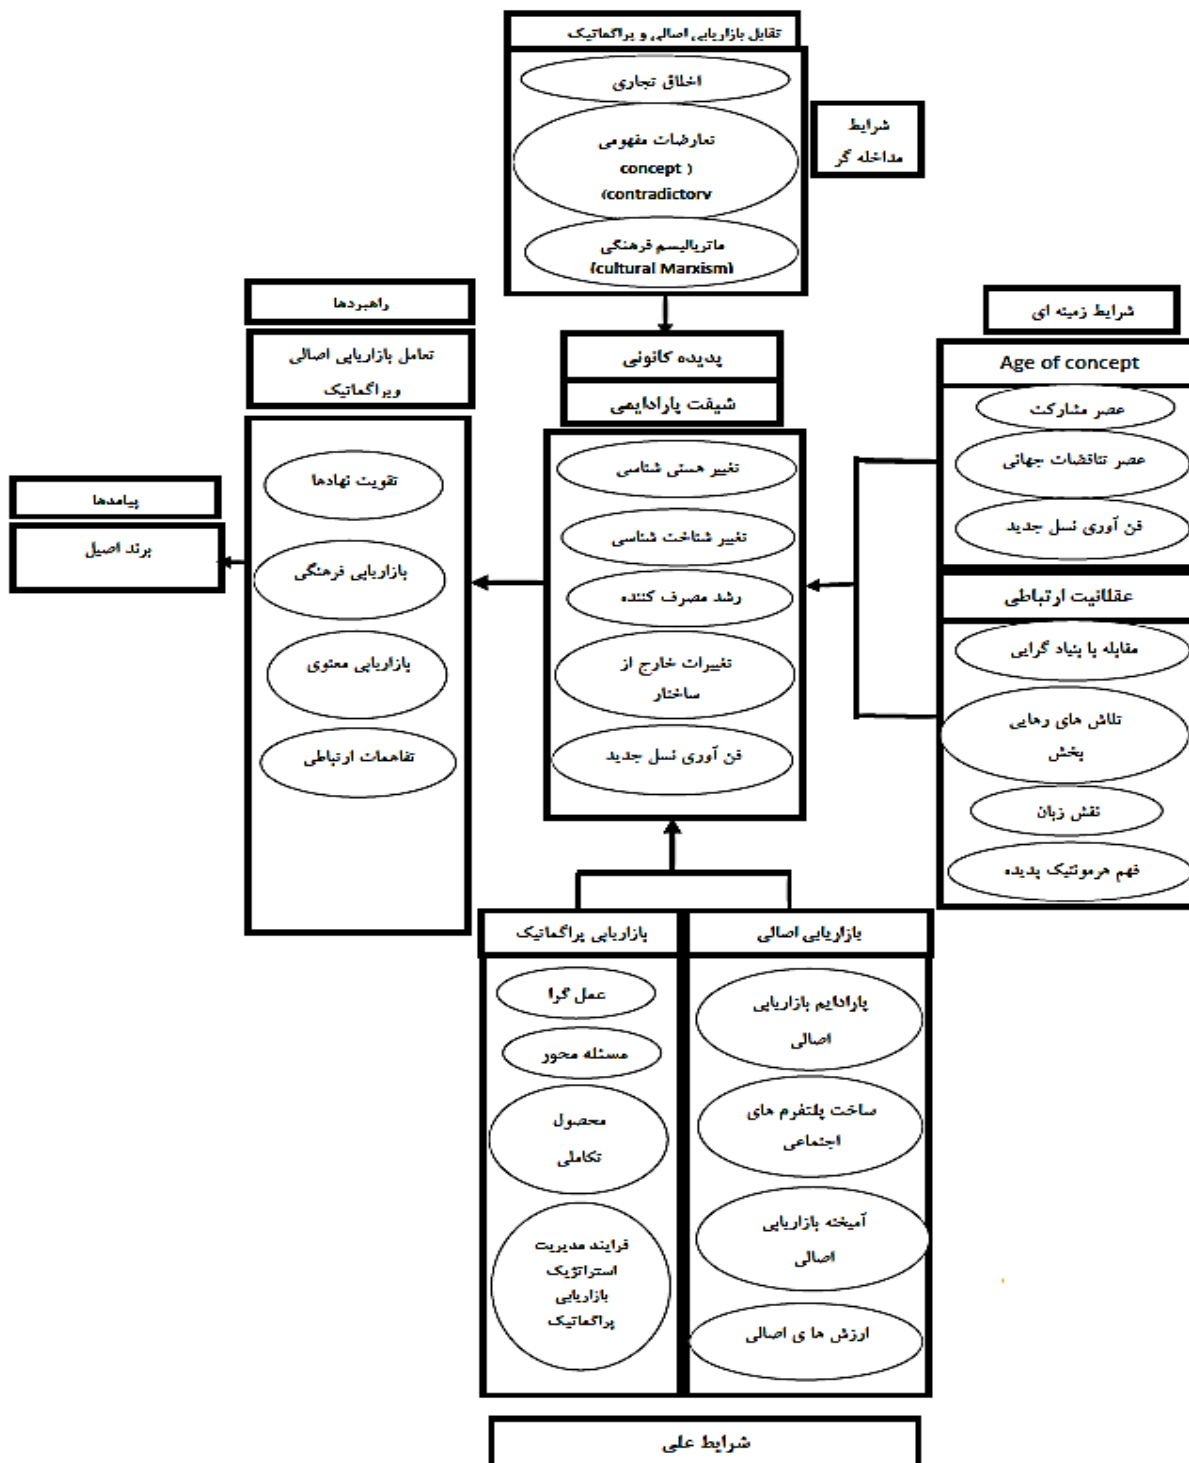 تقابل بازاریابی اصالی و پراگماتیک
اخلاق تجاری
تعارضات مفهومی
concept )
(contradictory
ماتریالیسم فرهنگی
(cultural Marxism)
شرایط
مداخله گر
شرایط زمینه ای
Age of concept
عصر مشارکت
عصر تناقضات جهانی
فن آوری نسل جدید
عقلانیت ارتباطی
مقابله با بنیاد گرایی
تلاش های رهایی
بخش
نقش زبان
فهم هرمونتیک پدیده
پدیده کانونی
شیفت پارادایمی
تغییر هستی شناسی
تغییر شناخت شناسی
رشد مصرف کننده
تغییرات خارج از
ساختار
فن آوری نسل جدید
راهبردها
تعامل بازاریابی اصالی
وپراگماتیک
تقویت نهادها
بازاریابی فرهنگی
بازاریابی معنوی
تفاهمات ارتباطی
پیامدها
برند اصیل
بازاریابی اصالی
پارادایم بازاریابی
اصالی
ساخت پلتفرم های
اجتماعی
آمیخته بازاریابی
اصالی
ارزش ها ی اصالی
بازاریابی پراگماتیک
عمل گرا
مسئله محور
محصول
تکاملی
فرایند مدیریت
استراتژیک
بازاریابی
پراگماتیک
شرایط علی